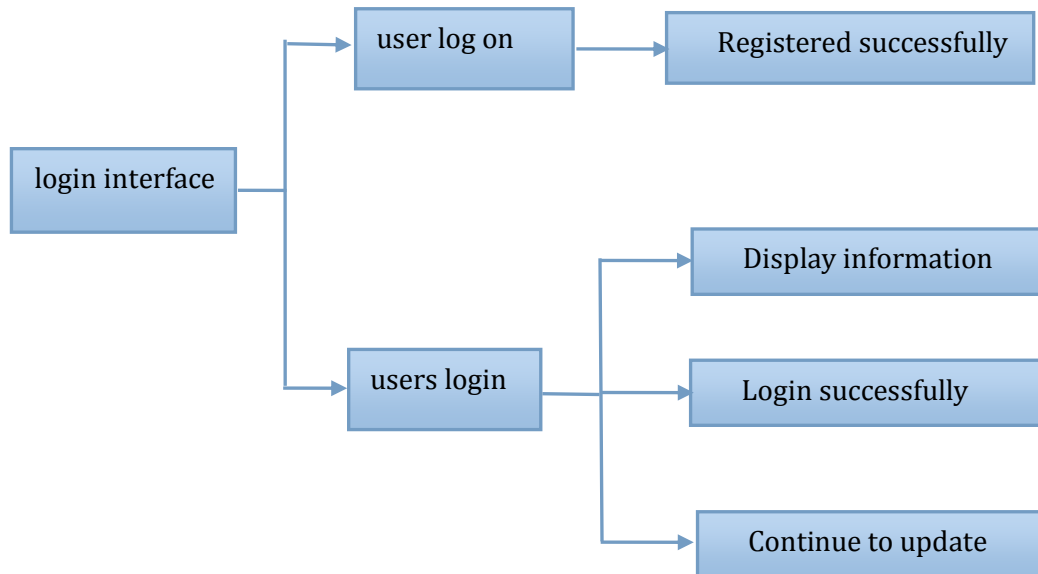 user log on
Registered successfully
login interface
Display information
users login
Login successfully
Continue to update